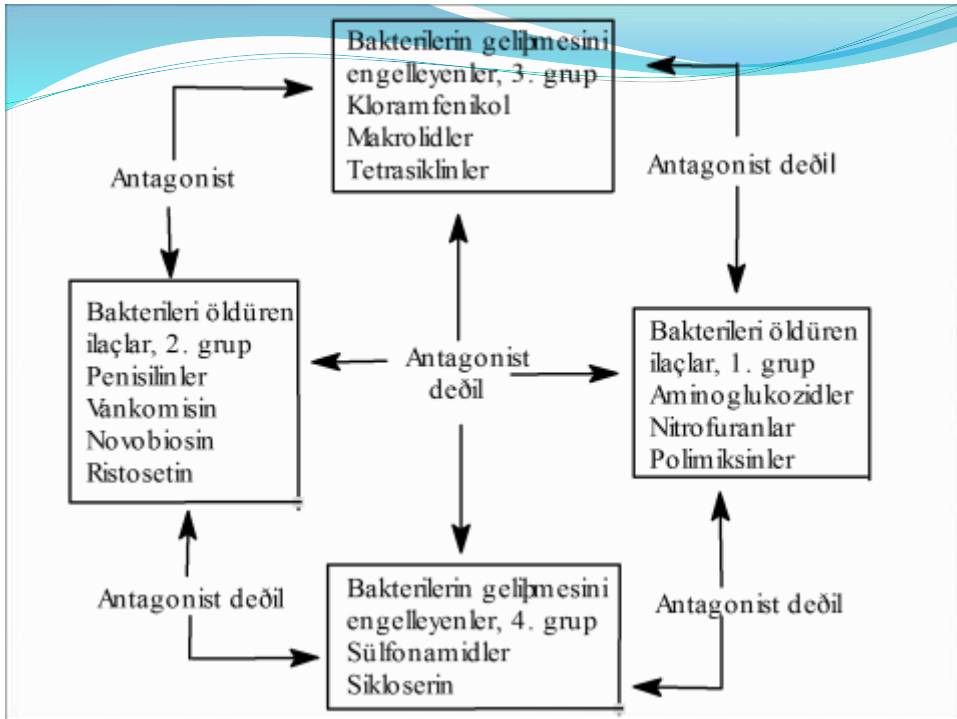 Bakterilerin geliþmesini
engelleyenler, 3. grup
Kloramfenikol
Makrolidler
Tetrasiklinler
Antagonist
Antagonist deðil
Bakterileri öldüren
ilaçlar, 2. grup
Penisilinler
Vankomisin
Novobiosin
Ristosetin
Antagonist
deðil
Bakterileri öldüren
ilaçlar, 1. grup
Aminoglukozidler
Nitrofuranlar
Polimiksinler
Antagonist deðil
Bakterilerin geliþmesini
engelleyenler, 4. grup
Sülfonamidler
Sikloserin
Antagonist deðil